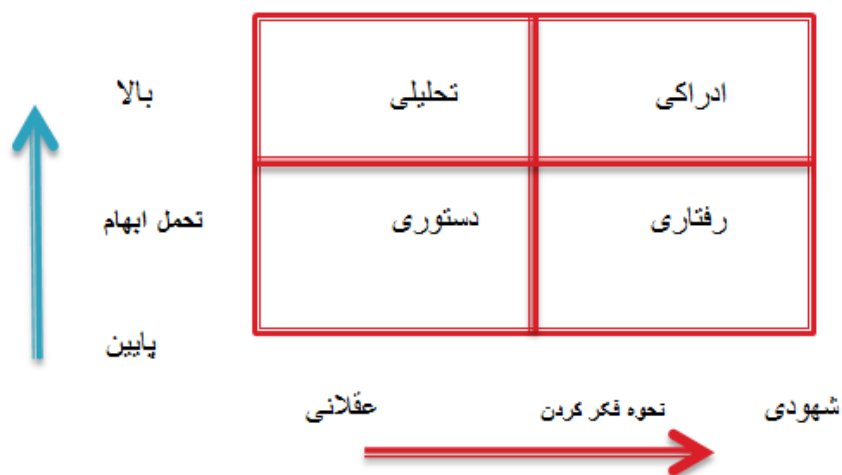 بالا
تحلیلی
ادراکی
تحمل ابهام
دستوری
رفتاری
پایین
عقلانی
نحوه فکر کردن
شهودی